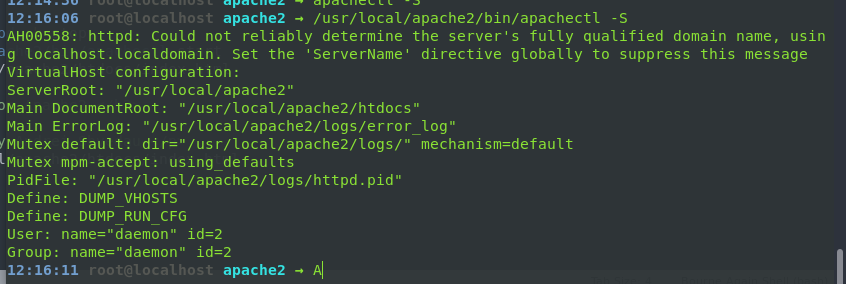 12:14:36 root@localhost apache2 → apachectl -S
12:16:06 root@localhost apache2 → /usr/local/apache2/bin/apachectl -S
AH00558: httpd: Could not reliably determine the server's fully qualified domain name, usin
g localhost.localdomain. Set the 'ServerName' directive globally to suppress this message
VirtualHost configuration:
ServerRoot: "/usr/local/apache2"
Main DocumentRoot: "/usr/local/apache2/htdocs"
Main ErrorLog: "/usr/local/apache2/logs/error_log"
Mutex default: dir="/usr/local/apache2/logs/" mechanism=default
Mutex mpm-accept: using_defaults
PidFile: "/usr/local/apache2/logs/httpd.pid"
Define: DUMP_VHOSTS
Define: DUMP_RUN_CFG
User: name="daemon" id=2
Group: name="daemon" id=2
12:16:11 root@localhost apache2 → A